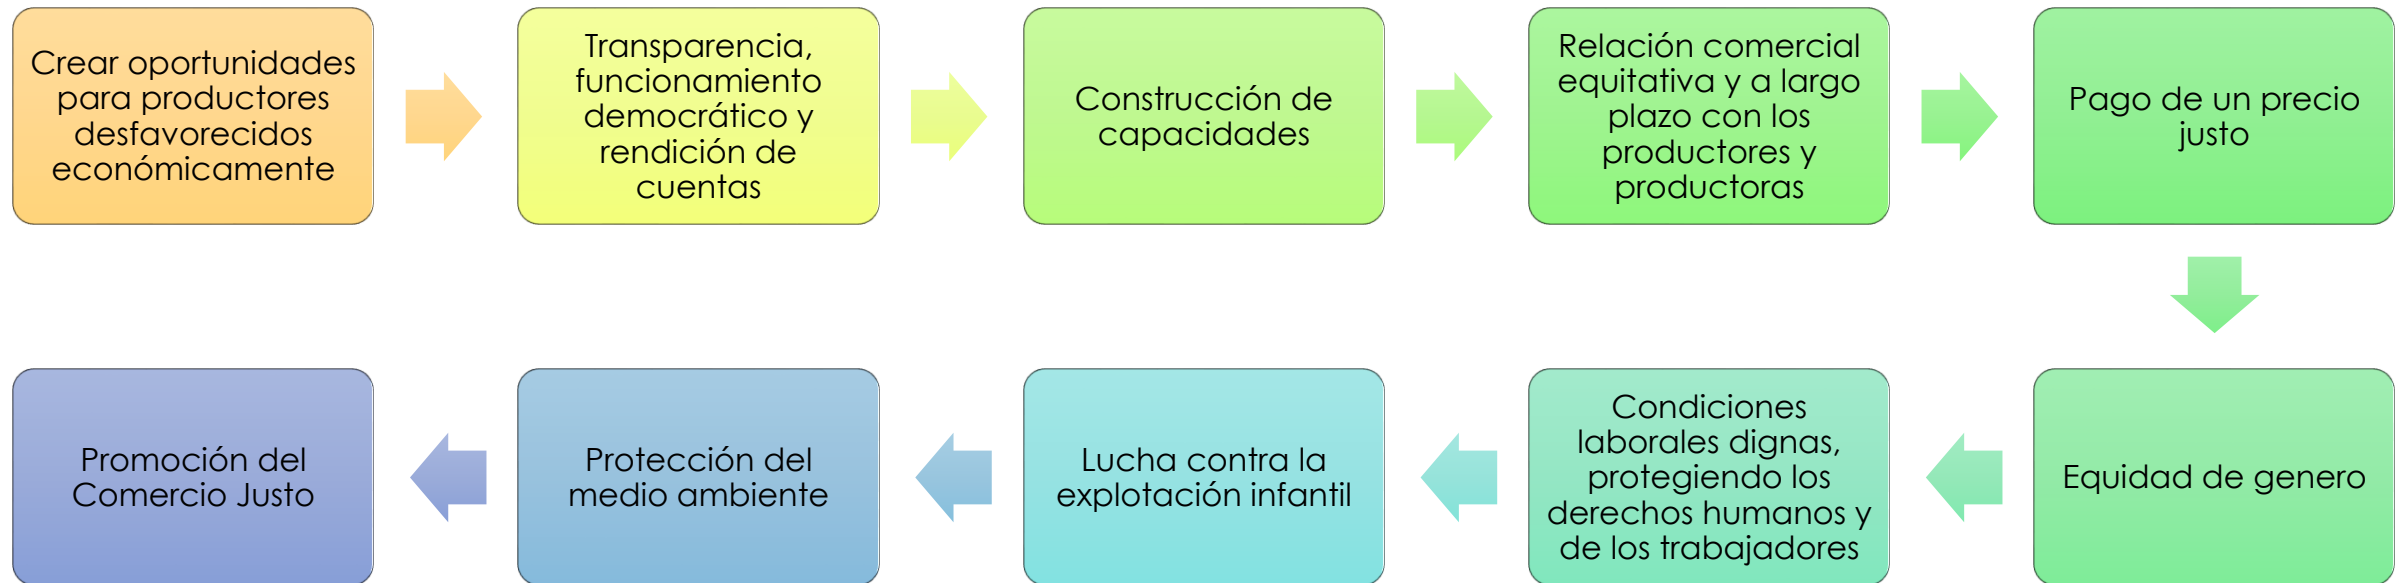 Crear oportunidades
para productores
desfavorecidos
económicamente
Transparencia,
funcionamiento
democrático y
rendición de
cuentas
Construcción de
capacidades
Relación comercial
equitativa y a largo
plazo con los
productores y
productoras
Pago de un precio
justo
Equidad de genero
Condiciones
laborales dignas,
protegiendo los
derechos humanos y
de los trabajadores
Lucha contra la
explotación infantil
Protección del
medio ambiente
Promoción del
Comercio Justo